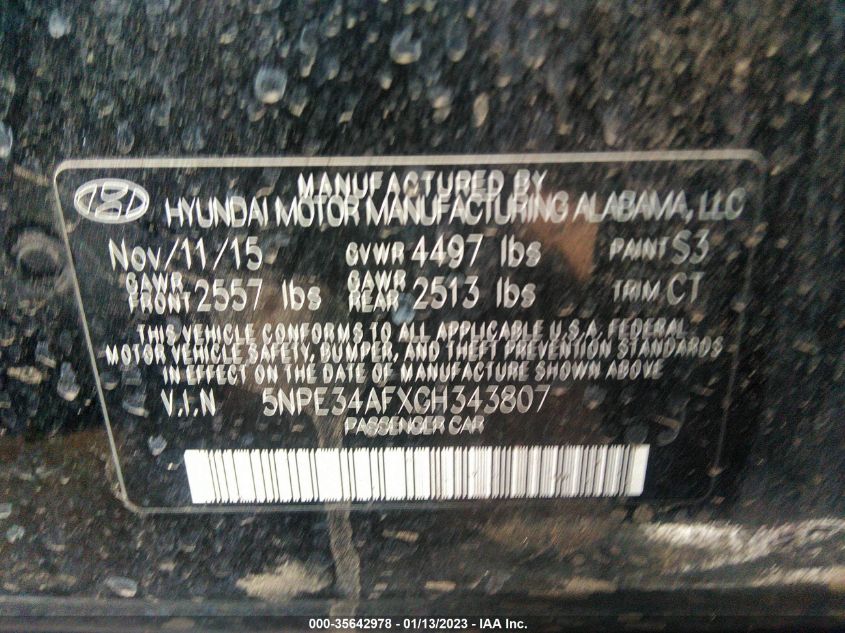 MANUFACTURED BY
HYUNDAI MOTOR MANUFACTURING ALABAMA, LLC
Nov/11/15 GVWR 4497 lbs PAINT S3
GAWR FRONT 2557 lbs GAWR REAR 2513 lbs TRIM CT
THIS VEHICLE CONFORMS TO ALL APPLICABLE U.S.A. FEDERAL
MOTOR VEHICLE SAFETY, BUMPER, AND THEFT PREVENTION STANDARDS
IN EFFECT ON THE DATE OF MANUFACTURE SHOWN ABOVE
V.I.N 5NPE34AFXGH343807
PASSENGER CAR
000-35642978 - 01/13/2023 - IAA Inc.